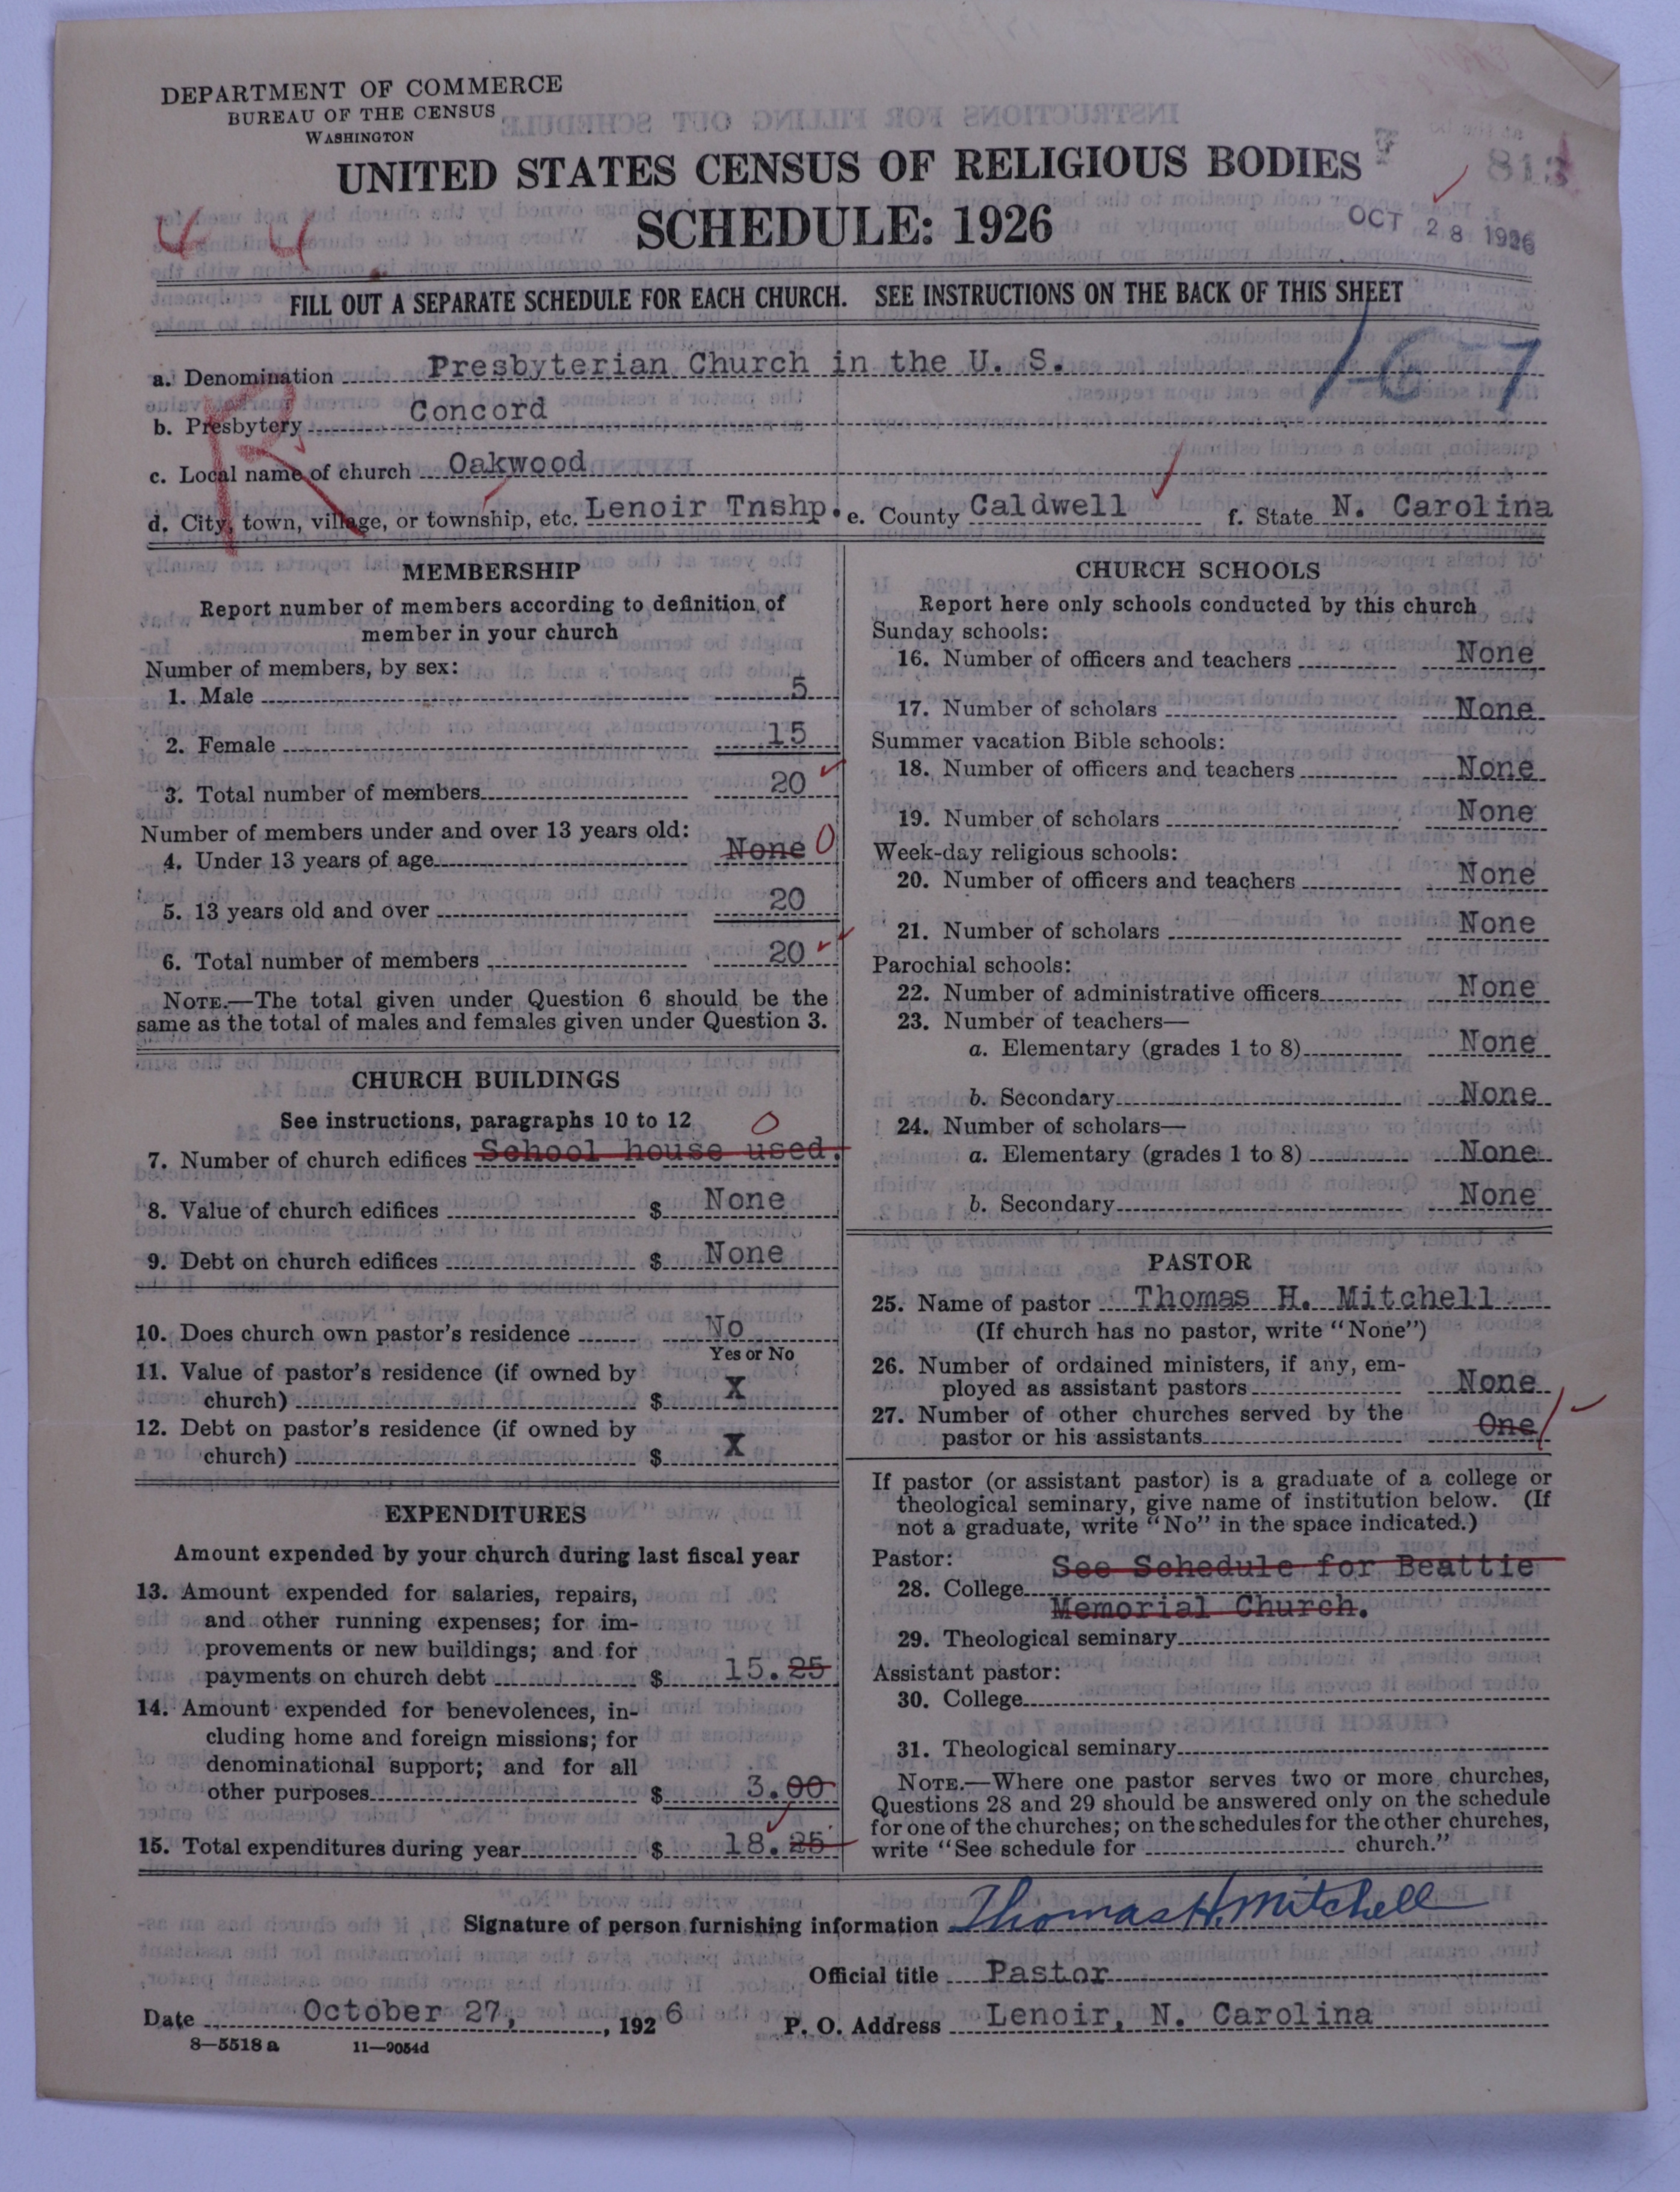 DEPARTMENT OF COMMERCE
BUREAU OF THE CENSUS
WASHINGTON
UNITED STATES CENSUS OF RELIGIOUS BODIES
SCHEDULE: 1926
OCT 28 1926
FILL OUT A SEPARATE SCHEDULE FOR EACH CHURCH. SEE INSTRUCTIONS ON THE BACK OF THIS SHEET
1-67
a. Denomination Presbyterian Church in the U. S.
b. Presbytery Concord
c. Local name of church Oakwood
R
d. City, town, village, or township, etc. Lenoir Tnshp. e. County Caldwell f. State N. Carolina
MEMBERSHIP
Report number of members according to definition of
member in your church
Number of members, by sex:
1. Male 5
2. Female 15
3. Total number of members 20
Number of members under and over 13 years old:
4. Under 13 years of age None 0
5. 13 years old and over 20
6. Total number of members 20
NOTE.—The total given under Question 6 should be the
same as the total of males and females given under Question 3.
CHURCH BUILDINGS
See instructions, paragraphs 10 to 12
0
7. Number of church edifices School house used.
8. Value of church edifices $ None
9. Debt on church edifices $ None
10. Does church own pastor's residence No
Yes or No
11. Value of pastor's residence (if owned by
church) $ X
12. Debt on pastor's residence (if owned by
church) $ X
EXPENDITURES
Amount expended by your church during last fiscal year
13. Amount expended for salaries, repairs,
and other running expenses; for im-
provements or new buildings; and for
payments on church debt $ 15.25
14. Amount expended for benevolences, in-
cluding home and foreign missions; for
denominational support; and for all
other purposes $ 3.00
15. Total expenditures during year $ 18.25
CHURCH SCHOOLS
Report here only schools conducted by this church
Sunday schools:
16. Number of officers and teachers None
17. Number of scholars None
Summer vacation Bible schools:
18. Number of officers and teachers None
19. Number of scholars None
Week-day religious schools:
20. Number of officers and teachers None
21. Number of scholars None
Parochial schools:
22. Number of administrative officers None
23. Number of teachers—
a. Elementary (grades 1 to 8) None
b. Secondary None
24. Number of scholars—
a. Elementary (grades 1 to 8) None
b. Secondary None
PASTOR
25. Name of pastor Thomas H. Mitchell
(If church has no pastor, write "None")
26. Number of ordained ministers, if any, em-
ployed as assistant pastors None
27. Number of other churches served by the
pastor or his assistants One 1
If pastor (or assistant pastor) is a graduate of a college or
theological seminary, give name of institution below. (If
not a graduate, write "No" in the space indicated.)
Pastor:
See Schedule for Beattie
28. College
Memorial Church.
29. Theological seminary
Assistant pastor:
30. College
31. Theological seminary
NOTE.—Where one pastor serves two or more churches,
Questions 28 and 29 should be answered only on the schedule
for one of the churches; on the schedules for the other churches,
write "See schedule for church."
Signature of person furnishing information Thomas H. Mitchell
Official title Pastor
Date October 27, 1926 P. O. Address Lenoir, N. Carolina
8—5518 a 11—9054d